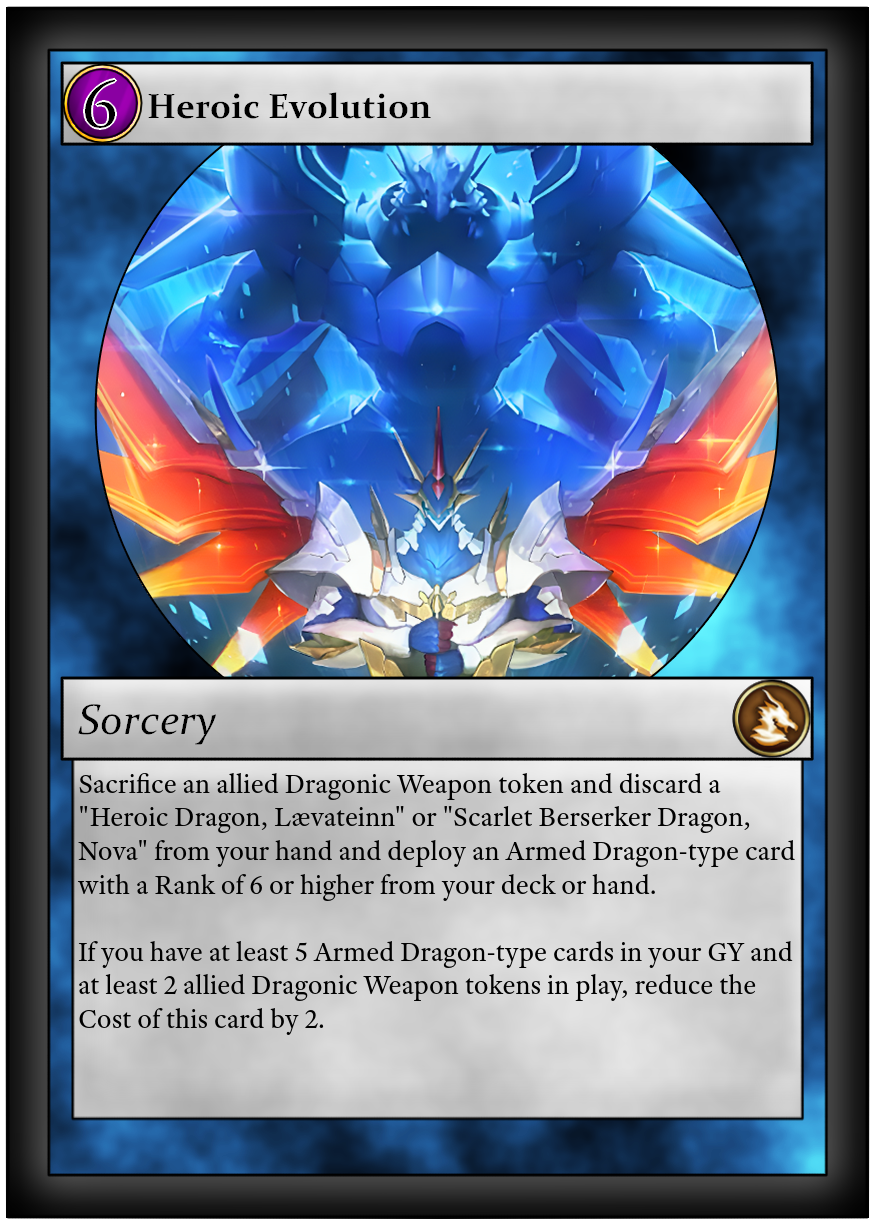 6 Heroic Evolution
Sorcery
Sacrifice an allied Dragonic Weapon token and discard a
"Heroic Dragon, Lævateinn" or "Scarlet Berserker Dragon,
Nova" from your hand and deploy an Armed Dragon-type card
with a Rank of 6 or higher from your deck or hand.
If you have at least 5 Armed Dragon-type cards in your GY and
at least 2 allied Dragonic Weapon tokens in play, reduce the
Cost of this card by 2.